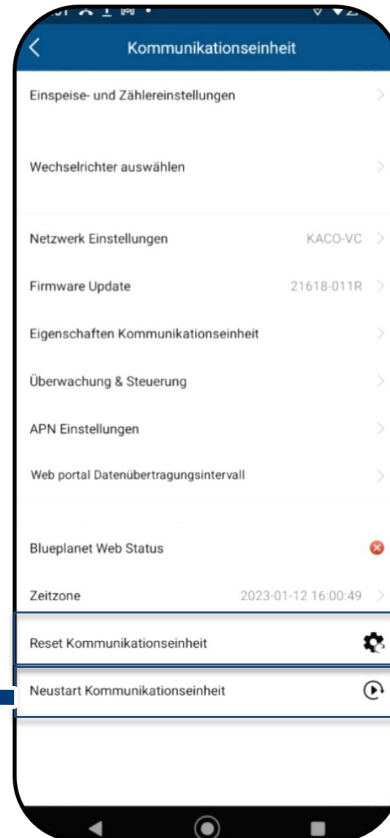 Kommunikationseinheit
Einspeise- und Zählereinstellungen
Wechselrichter auswählen
Netzwerk Einstellungen KACO-VC
Firmware Update 21618-011R
Eigenschaften Kommunikationseinheit
Überwachung & Steuerung
APN Einstellungen
Web portal Datenübertragungsintervall
Blueplanet Web Status
Zeitzone 2023-01-12 16:00:49
Reset Kommunikationseinheit
Neustart Kommunikationseinheit